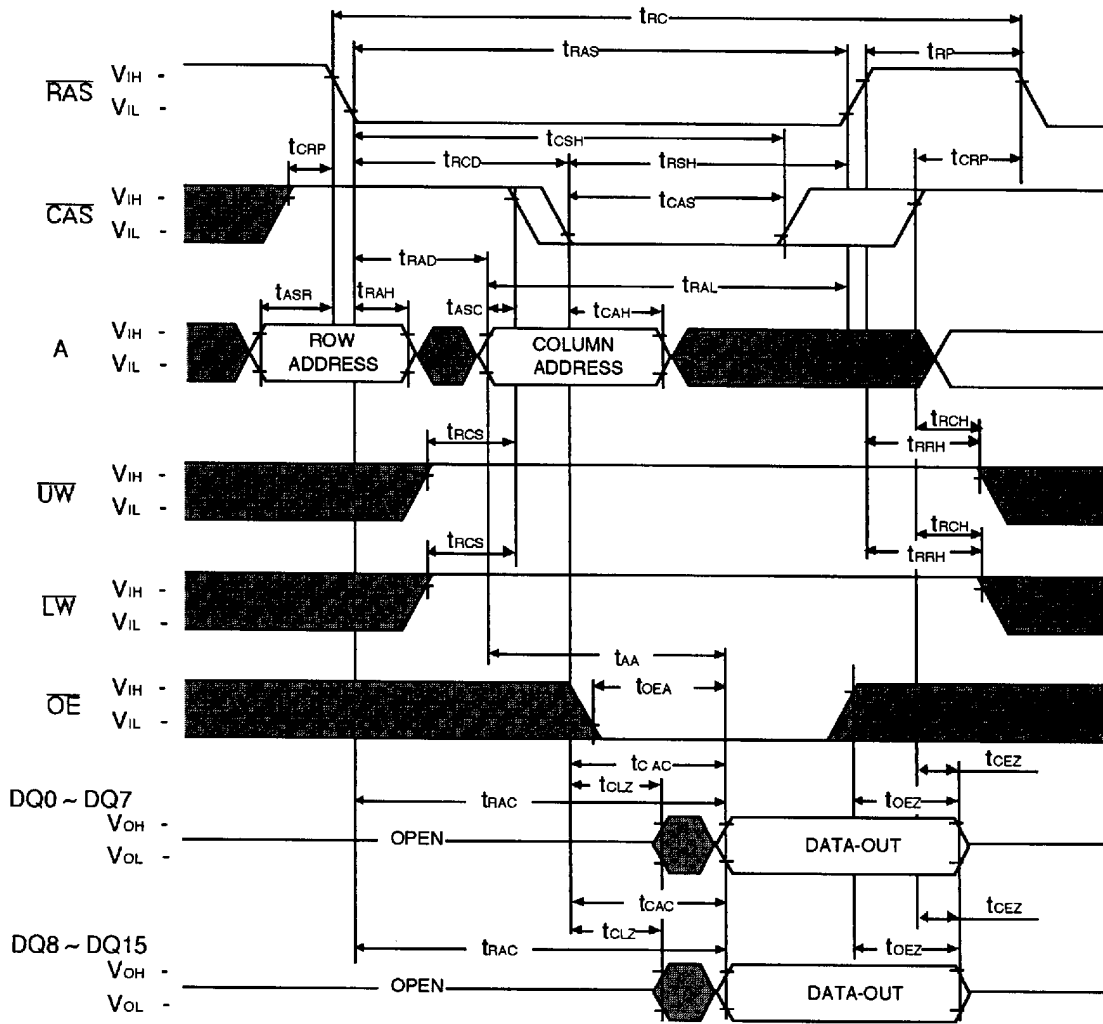 tRC
tRAS
tRP
RAS
VIH -
VIL -
tCSH
tCRP
tRCD
tRSH
tCRP
CAS
VIH -
VIL -
tCAS
tRAD
tRAL
tASR
tRAH
tASC
tCAH
A
VIH -
VIL -
ROW
ADDRESS
COLUMN
ADDRESS
tRCS
tRCH
tRRH
UW
VIH -
VIL -
tRCS
tRCH
tRRH
LW
VIH -
VIL -
tAA
OE
VIH -
VIL -
tOEA
tCAC
tCEZ
tCLZ
tOEZ
DQ0 ~ DQ7
tRAC
VOH -
VOL -
OPEN
DATA-OUT
tCAC
tCEZ
tCLZ
tOEZ
DQ8 ~ DQ15
tRAC
VOH -
VOL -
OPEN
DATA-OUT